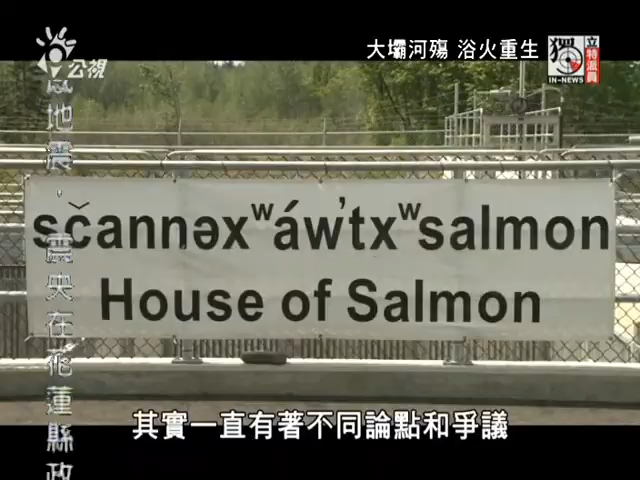 公視
大壩河殤 浴火重生
獨
立
特派員
IN-NEWS
地震，震央在花蓮縣政
sčannəxʷáw̓txʷsalmon
House of Salmon
其實一直有著不同論點和爭議